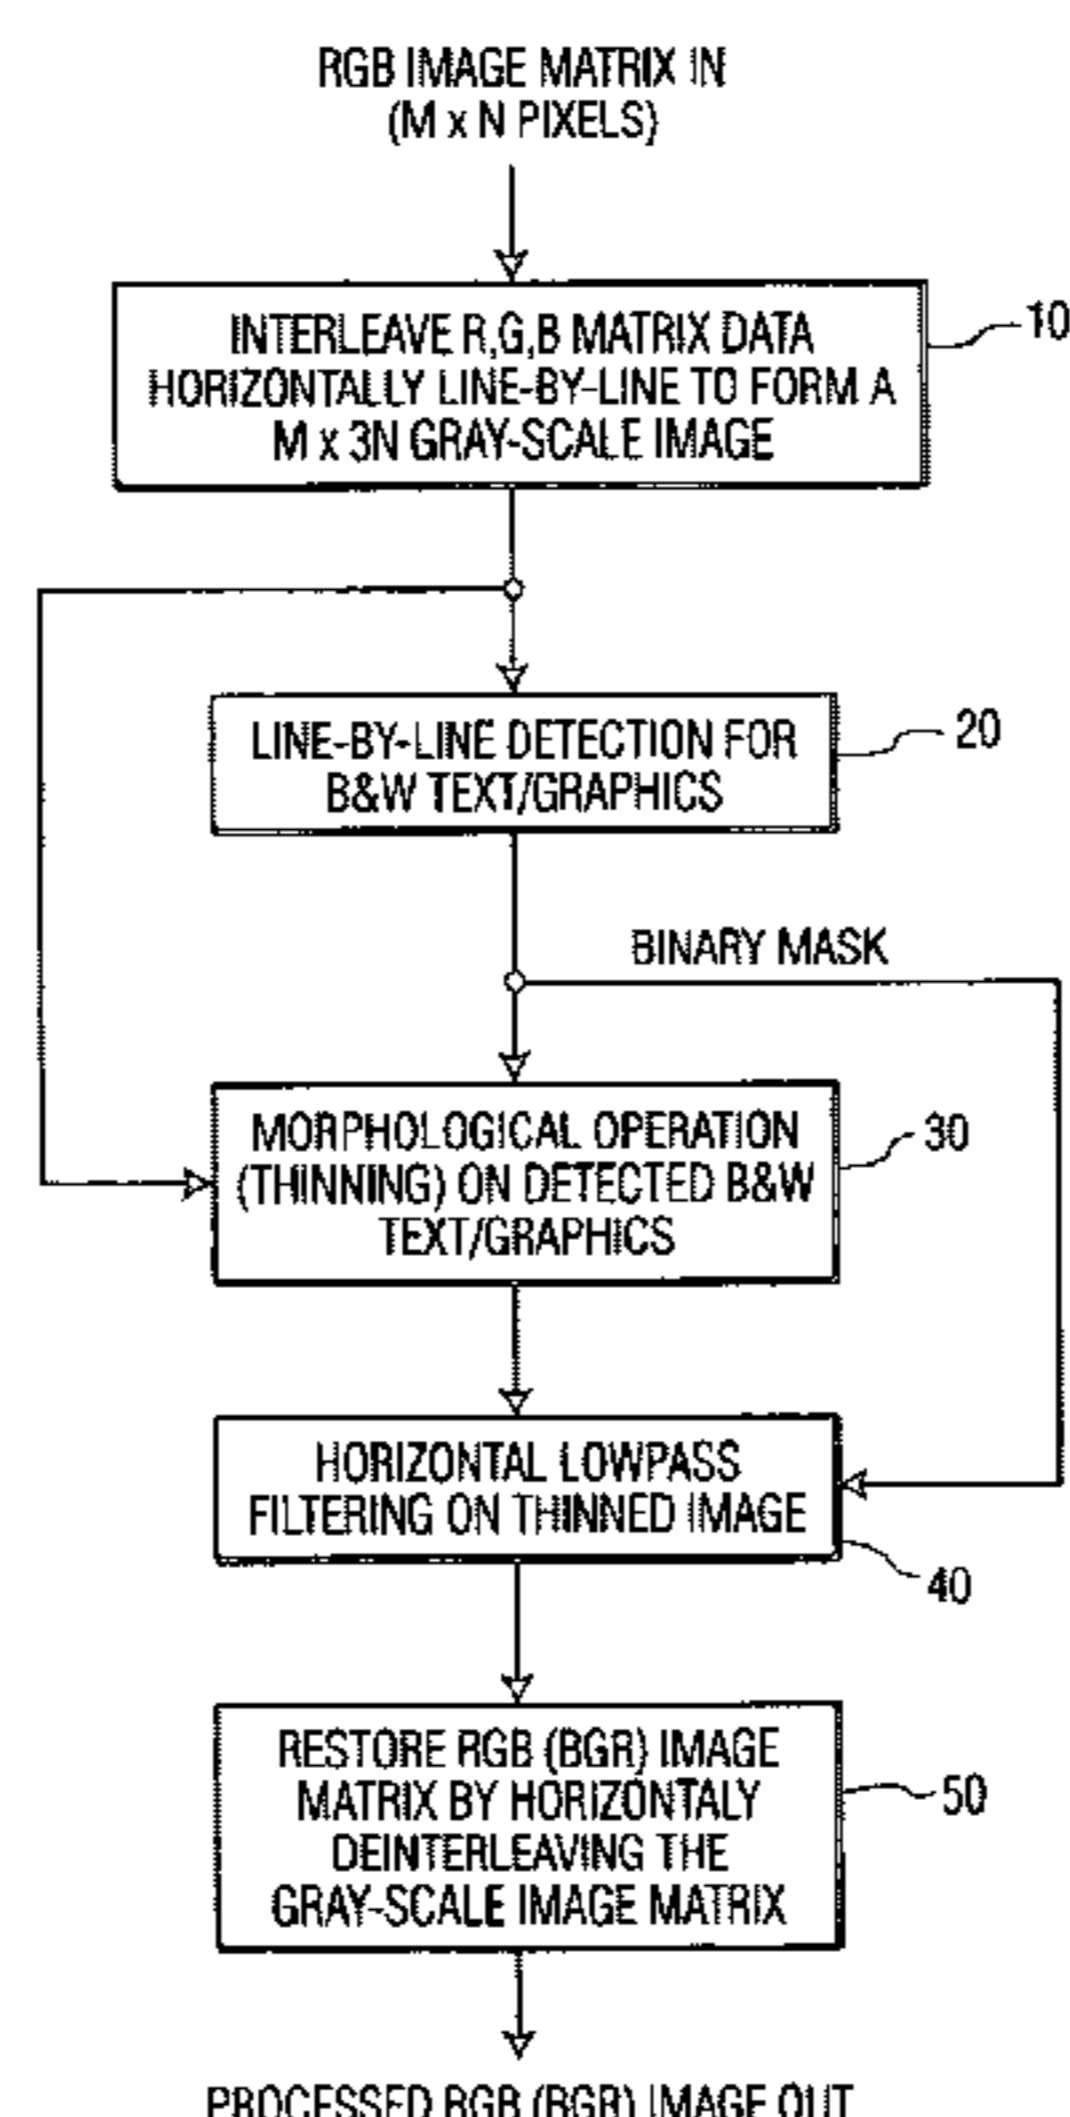 RGB IMAGE MATRIX IN
(M x N PIXELS)
INTERLEAVE R,G,B MATRIX DATA
HORIZONTALLY LINE-BY-LINE TO FORM A
M x 3N GRAY-SCALE IMAGE
10
LINE-BY-LINE DETECTION FOR
B&W TEXT/GRAPHICS
20
BINARY MASK
MORPHOLOGICAL OPERATION
(THINNING) ON DETECTED B&W
TEXT/GRAPHICS
30
HORIZONTAL LOWPASS
FILTERING ON THINNED IMAGE
40
RESTORE RGB (BGR) IMAGE
MATRIX BY HORIZONTALY
DEINTERLEAVING THE
GRAY-SCALE IMAGE MATRIX
50
PROCESSED RGB (BGR) IMAGE OUT